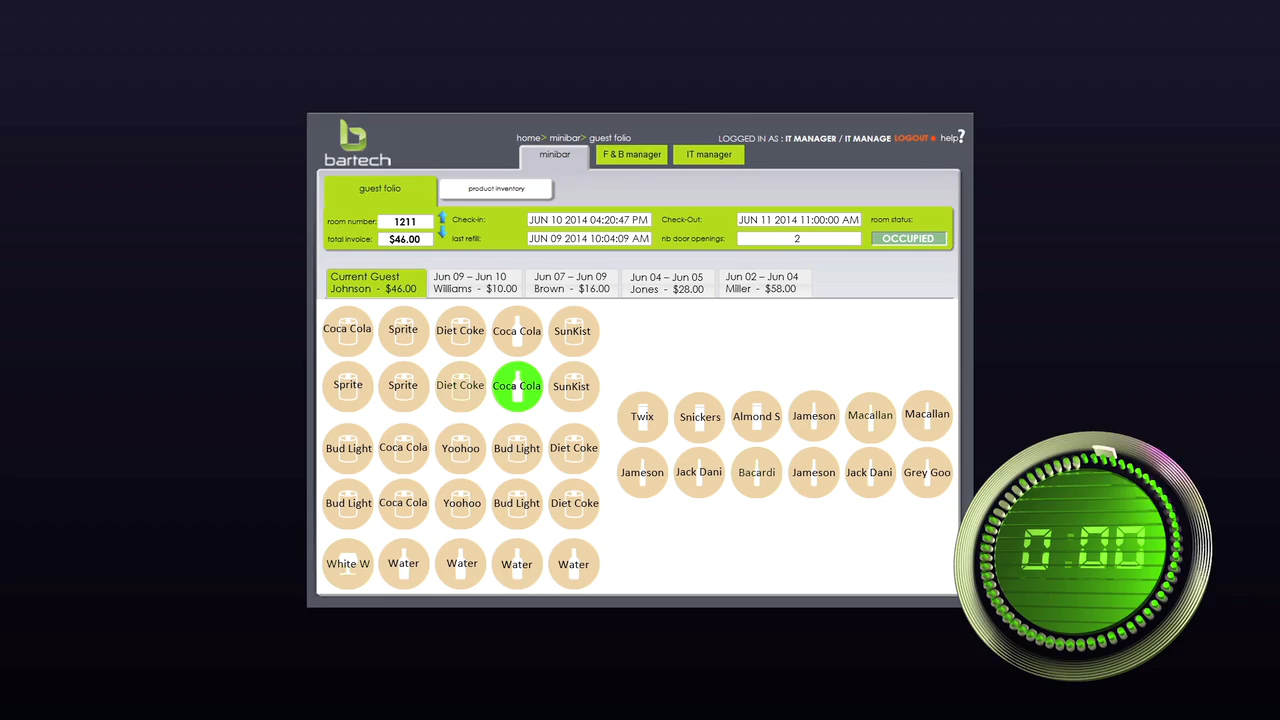 bartech
home> minibar> guest folio
LOGGED IN AS : IT MANAGER / IT MANAGE LOGOUT help?
minibar F & B manager IT manager
guest folio product inventory
room number: 1211 Check-in: JUN 10 2014 04:20:47 PM Check-Out: JUN 11 2014 11:00:00 AM room status:
total invoice: $46.00 last refill: JUN 09 2014 10:04:09 AM nb door openings: 2 OCCUPIED
Current Guest Jun 09 – Jun 10 Jun 07 – Jun 09 Jun 04 – Jun 05 Jun 02 – Jun 04
Johnson - $46.00 Williams - $10.00 Brown - $16.00 Jones - $28.00 Miller - $58.00
Coca Cola Sprite Diet Coke Coca Cola SunKist
Sprite Sprite Diet Coke Coca Cola SunKist
Twix Snickers Almond S Jameson Macallan Macallan
Bud Light Coca Cola Yoohoo Bud Light Diet Coke
Jameson Jack Dani Bacardi Jameson Jack Dani Grey Goo
Bud Light Coca Cola Yoohoo Bud Light Diet Coke
White W Water Water Water Water
0:00